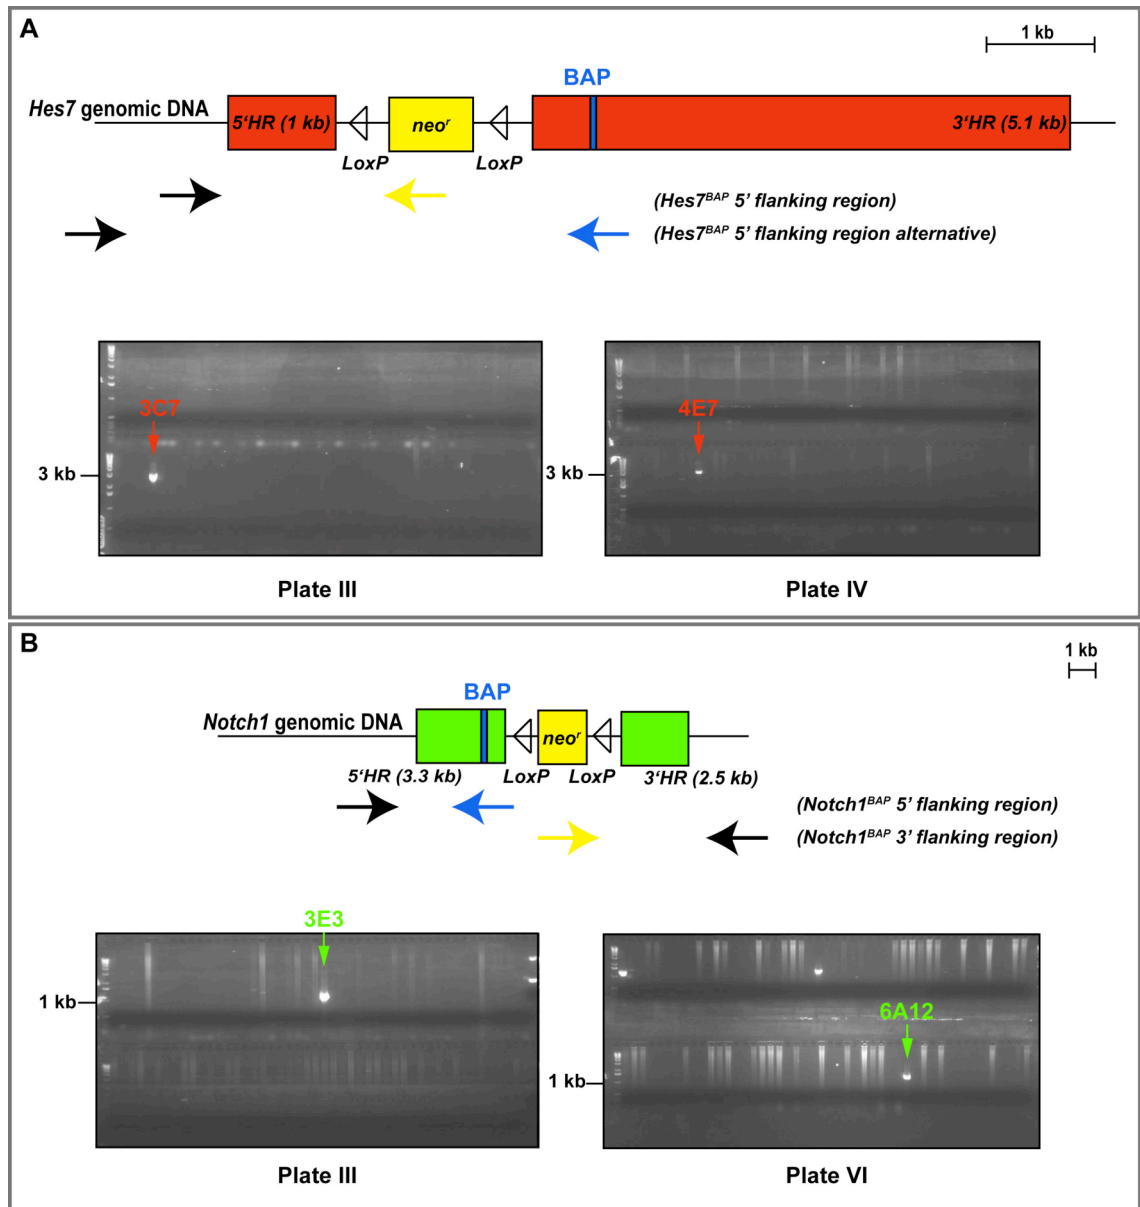 A
1 kb
BAP
Hes7 genomic DNA
5‘HR (1 kb)
neoʳ
3‘HR (5.1 kb)
LoxP
LoxP
(Hes7ᴮᴬᴾ 5’ flanking region)
(Hes7ᴮᴬᴾ 5’ flanking region alternative)
3C7
4E7
3 kb
3 kb
Plate III
Plate IV
B
1 kb
BAP
Notch1 genomic DNA
neoʳ
5‘HR (3.3 kb)
LoxP
LoxP
3‘HR (2.5 kb)
(Notch1ᴮᴬᴾ 5’ flanking region)
(Notch1ᴮᴬᴾ 3’ flanking region)
3E3
6A12
1 kb
1 kb
Plate III
Plate VI